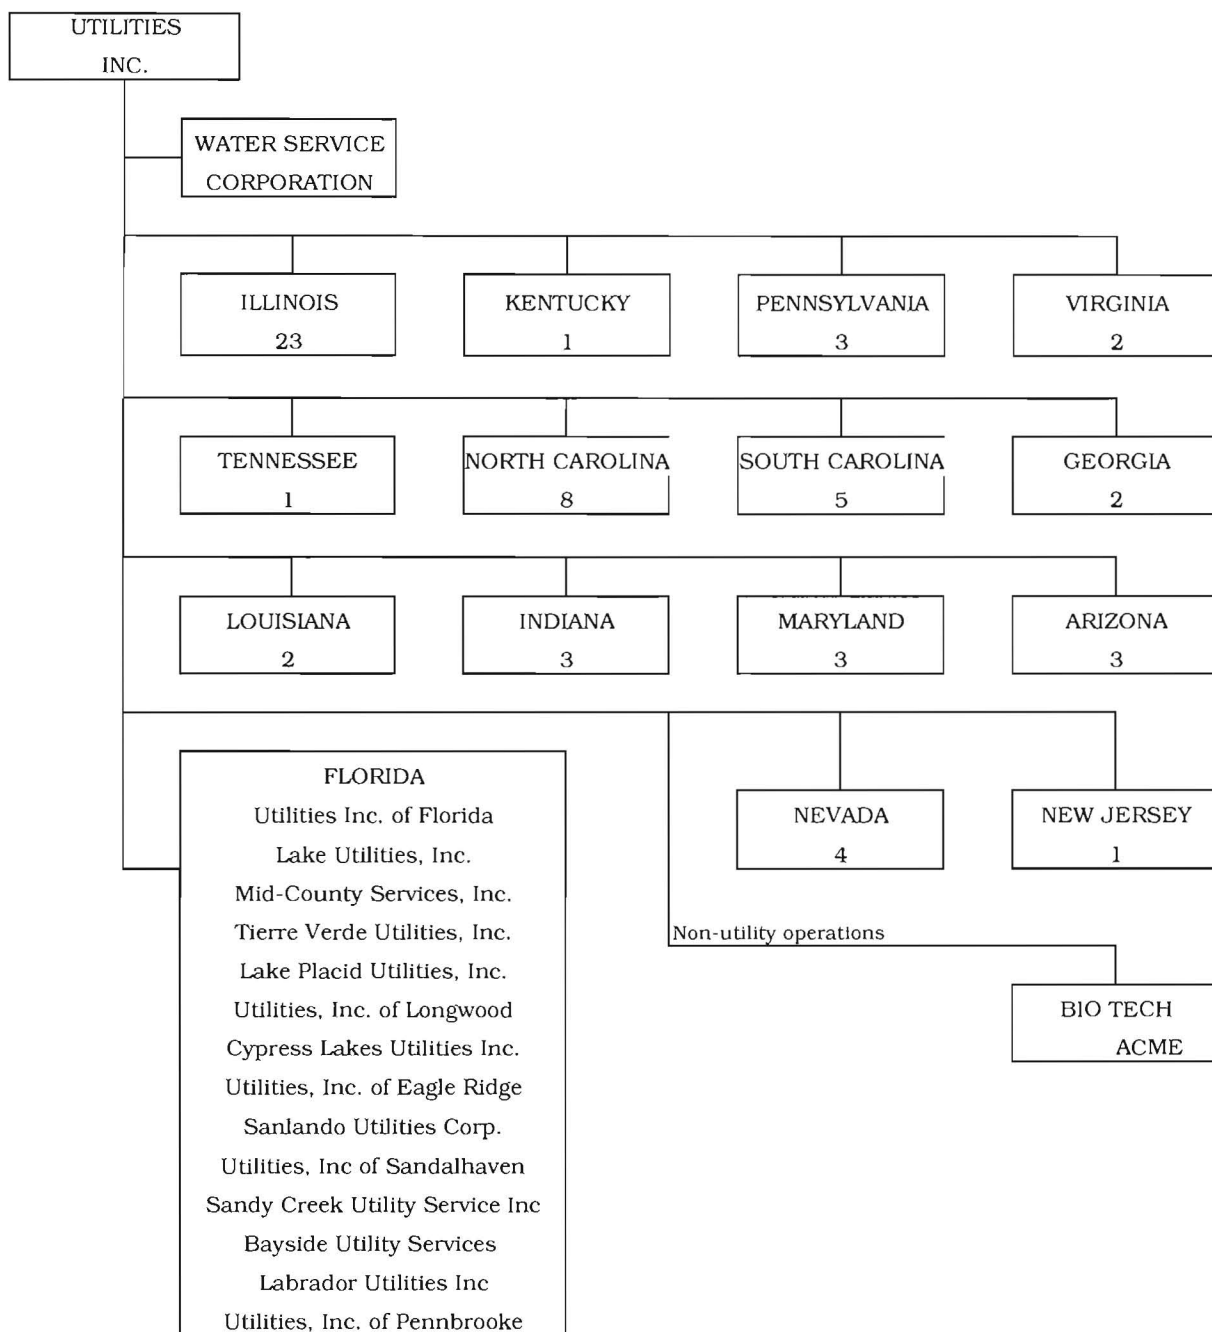 UTILITIES
INC.
WATER SERVICE
CORPORATION
ILLINOIS
23
KENTUCKY
1
PENNSYLVANIA
3
VIRGINIA
2
TENNESSEE
1
NORTH CAROLINA
8
SOUTH CAROLINA
5
GEORGIA
2
LOUISIANA
2
INDIANA
3
MARYLAND
3
ARIZONA
3
FLORIDA
Utilities Inc. of Florida
Lake Utilities, Inc.
Mid-County Services, Inc.
Tierre Verde Utilities, Inc.
Lake Placid Utilities, Inc.
Utilities, Inc. of Longwood
Cypress Lakes Utilities Inc.
Utilities, Inc. of Eagle Ridge
Sanlando Utilities Corp.
Utilities, Inc of Sandalhaven
Sandy Creek Utility Service Inc
Bayside Utility Services
Labrador Utilities Inc
Utilities, Inc. of Pennbrooke
NEVADA
4
NEW JERSEY
1
Non-utility operations
BIO TECH
ACME